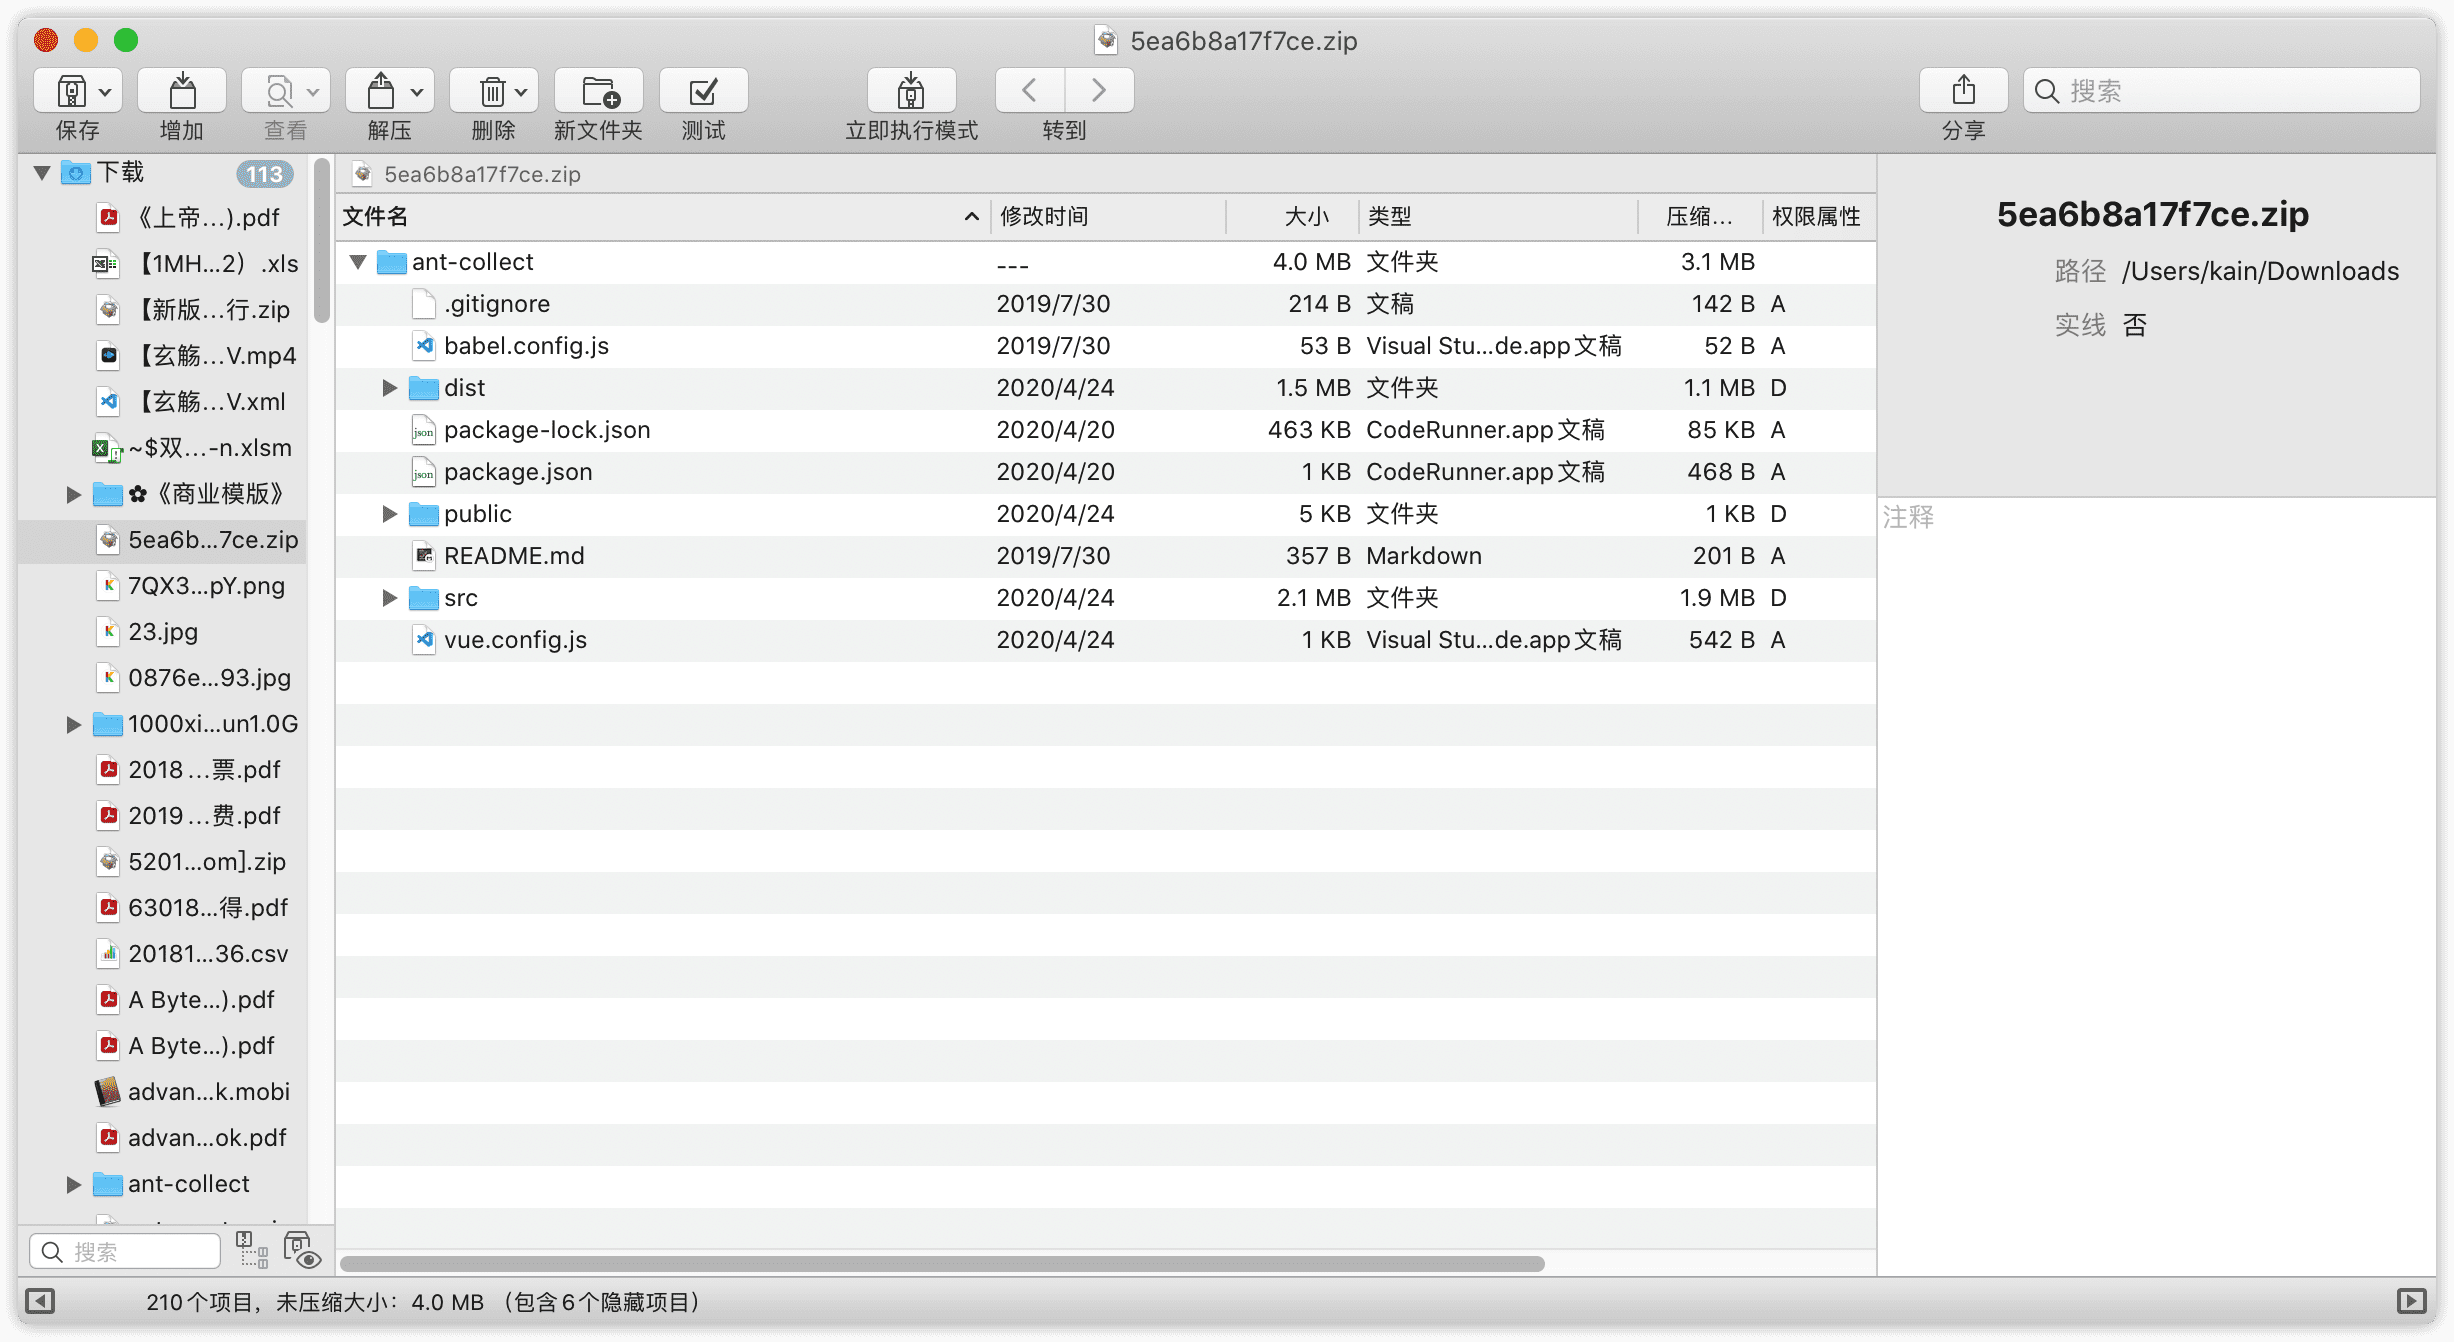 5ea6b8a17f7ce.zip
保存 增加 查看 解压 删除 新文件夹 测试 立即执行模式 转到 分享 搜索
下载 113
《上帝...).pdf
【1MH...2）.xls
【新版...行.zip
【玄觞...V.mp4
【玄觞...V.xml
~$双...-n.xlsm
✿《商业模版》
5ea6b...7ce.zip
7QX3...pY.png
23.jpg
0876e...93.jpg
1000xi...un1.0G
2018 ...票.pdf
2019 ...费.pdf
5201...om].zip
63018...得.pdf
20181...36.csv
A Byte...).pdf
A Byte...).pdf
advan...k.mobi
advan...ok.pdf
ant-collect
搜索
5ea6b8a17f7ce.zip
文件名 修改时间 大小 类型 压缩... 权限属性
ant-collect --- 4.0 MB 文件夹 3.1 MB
.gitignore 2019/7/30 214 B 文稿 142 B A
babel.config.js 2019/7/30 53 B Visual Stu...de.app文稿 52 B A
dist 2020/4/24 1.5 MB 文件夹 1.1 MB D
json package-lock.json 2020/4/20 463 KB CodeRunner.app文稿 85 KB A
json package.json 2020/4/20 1 KB CodeRunner.app文稿 468 B A
public 2020/4/24 5 KB 文件夹 1 KB D
README.md 2019/7/30 357 B Markdown 201 B A
src 2020/4/24 2.1 MB 文件夹 1.9 MB D
vue.config.js 2020/4/24 1 KB Visual Stu...de.app文稿 542 B A
5ea6b8a17f7ce.zip
路径 /Users/kain/Downloads
实线 否
注释
210个项目，未压缩大小：4.0 MB （包含6个隐藏项目）